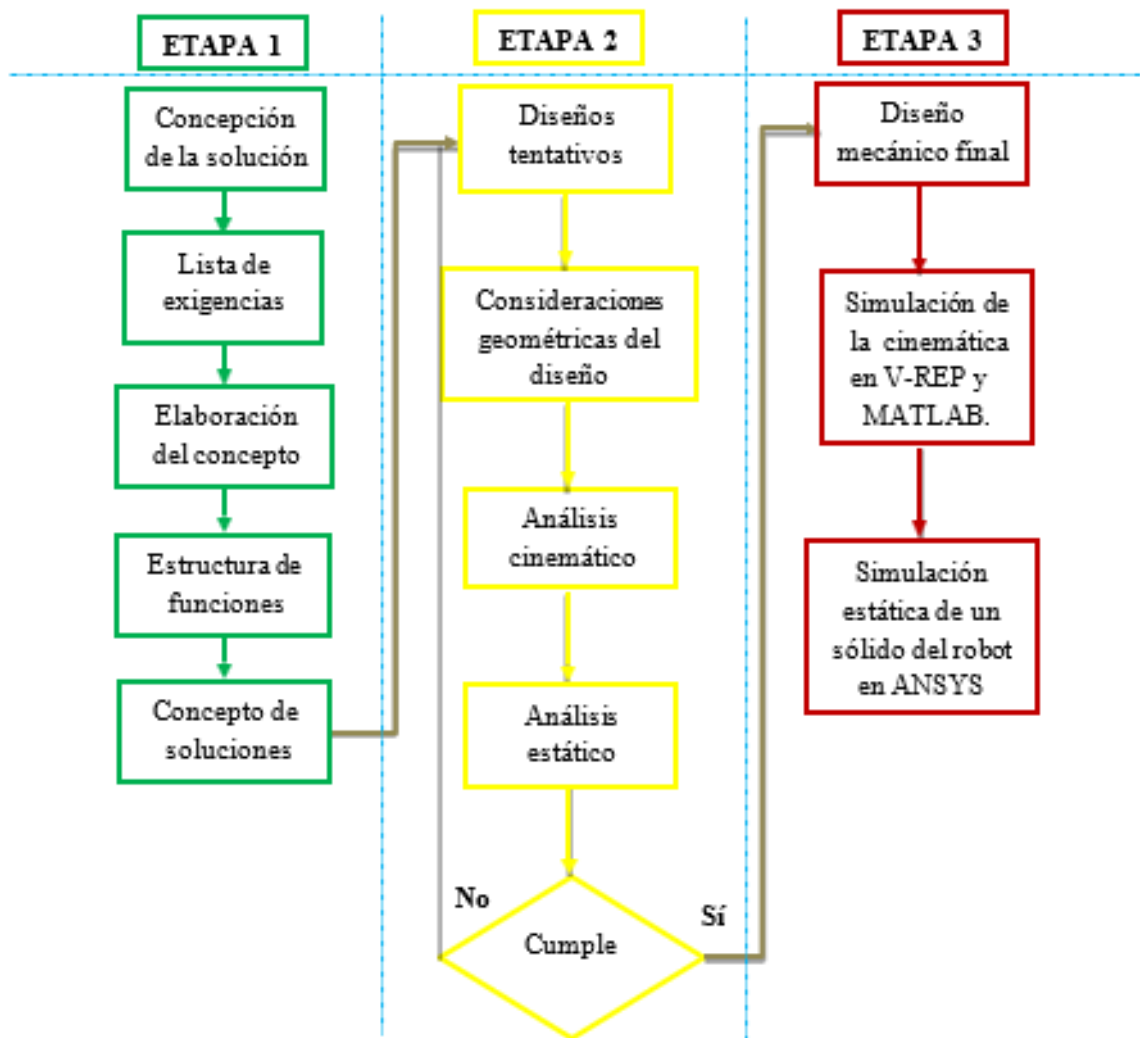 ETAPA 1
Concepción
de la solución
Lista de
exigencias
Elaboración
del concepto
Estructura de
funciones
Concepto de
soluciones
ETAPA 2
Diseños
tentativos
Consideraciones
geométricas del
diseño
Análisis
cinemático
Análisis
estático
No
Cumple
Sí
ETAPA 3
Diseño
mecánico final
Simulación de
la cinemática
en V-REP y
MATLAB.
Simulación
estática de un
sólido del robot
en ANSYS